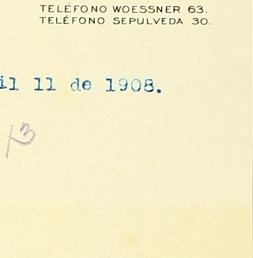 TELÉFONO WOESSNER 63.
TELÉFONO SEPULVEDA 30.
il 11 de 1908.